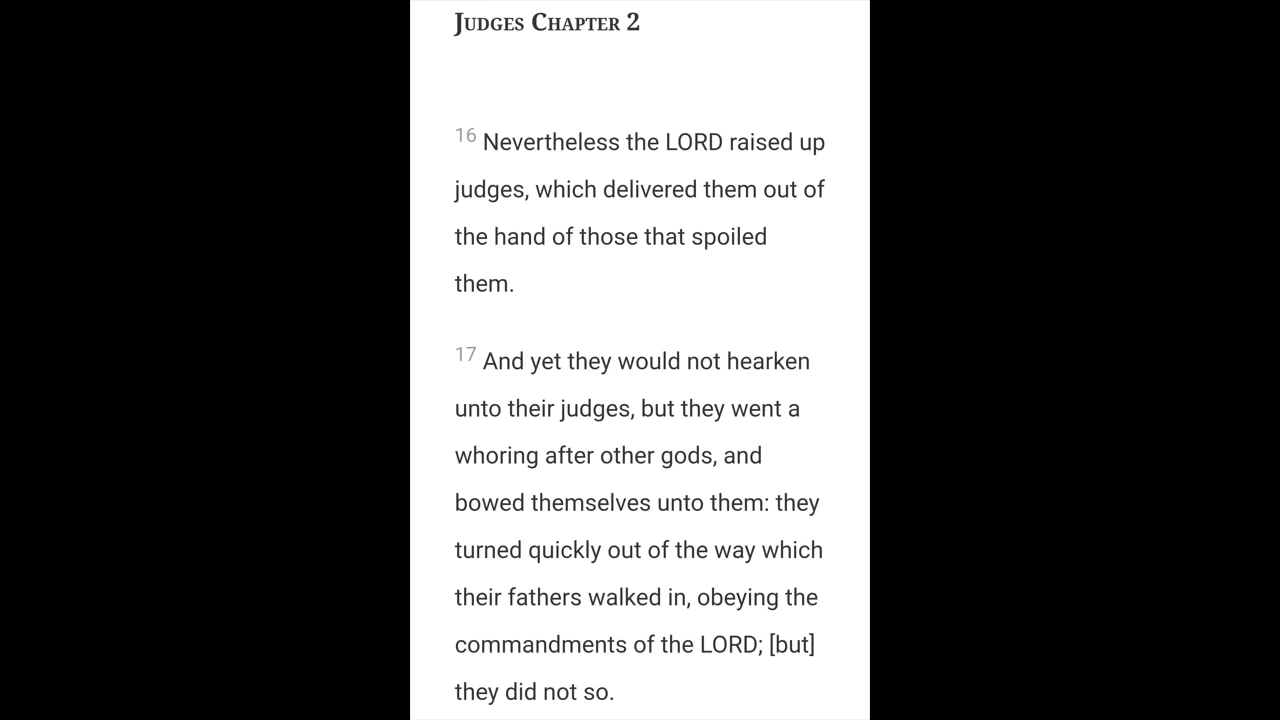 Judges Chapter 2
16 Nevertheless the LORD raised up
judges, which delivered them out of
the hand of those that spoiled
them.
17 And yet they would not hearken
unto their judges, but they went a
whoring after other gods, and
bowed themselves unto them: they
turned quickly out of the way which
their fathers walked in, obeying the
commandments of the LORD; [but]
they did not so.